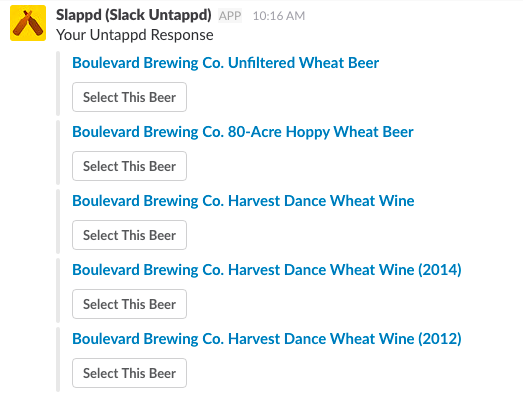 Slappd (Slack Untappd) APP 10:16 AM
Your Untappd Response
Boulevard Brewing Co. Unfiltered Wheat Beer
Select This Beer
Boulevard Brewing Co. 80-Acre Hoppy Wheat Beer
Select This Beer
Boulevard Brewing Co. Harvest Dance Wheat Wine
Select This Beer
Boulevard Brewing Co. Harvest Dance Wheat Wine (2014)
Select This Beer
Boulevard Brewing Co. Harvest Dance Wheat Wine (2012)
Select This Beer